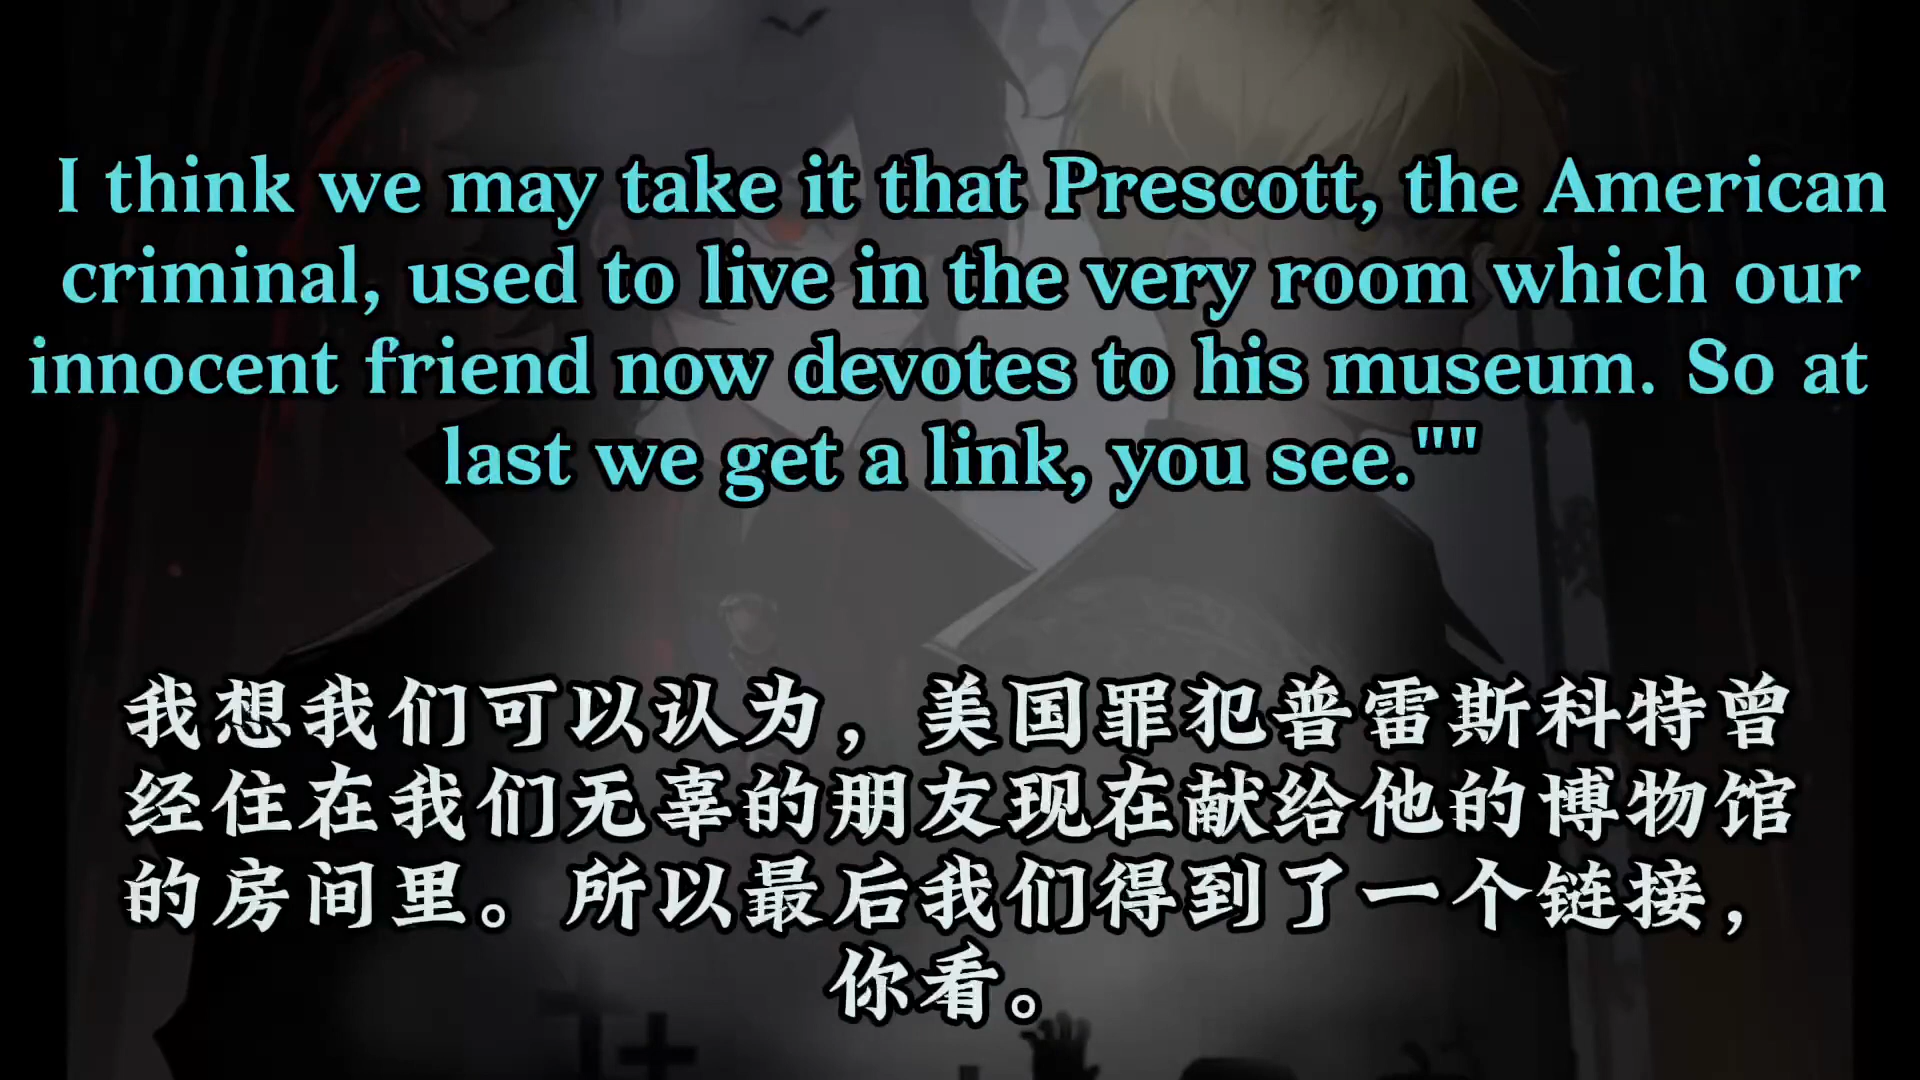 I think we may take it that Prescott, the American
criminal, used to live in the very room which our
innocent friend now devotes to his museum. So at
last we get a link, you see.""
我想我们可以认为，美国罪犯普雷斯科特曾
经住在我们无辜的朋友现在献给他的博物馆
的房间里。所以最后我们得到了一个链接，
你看。